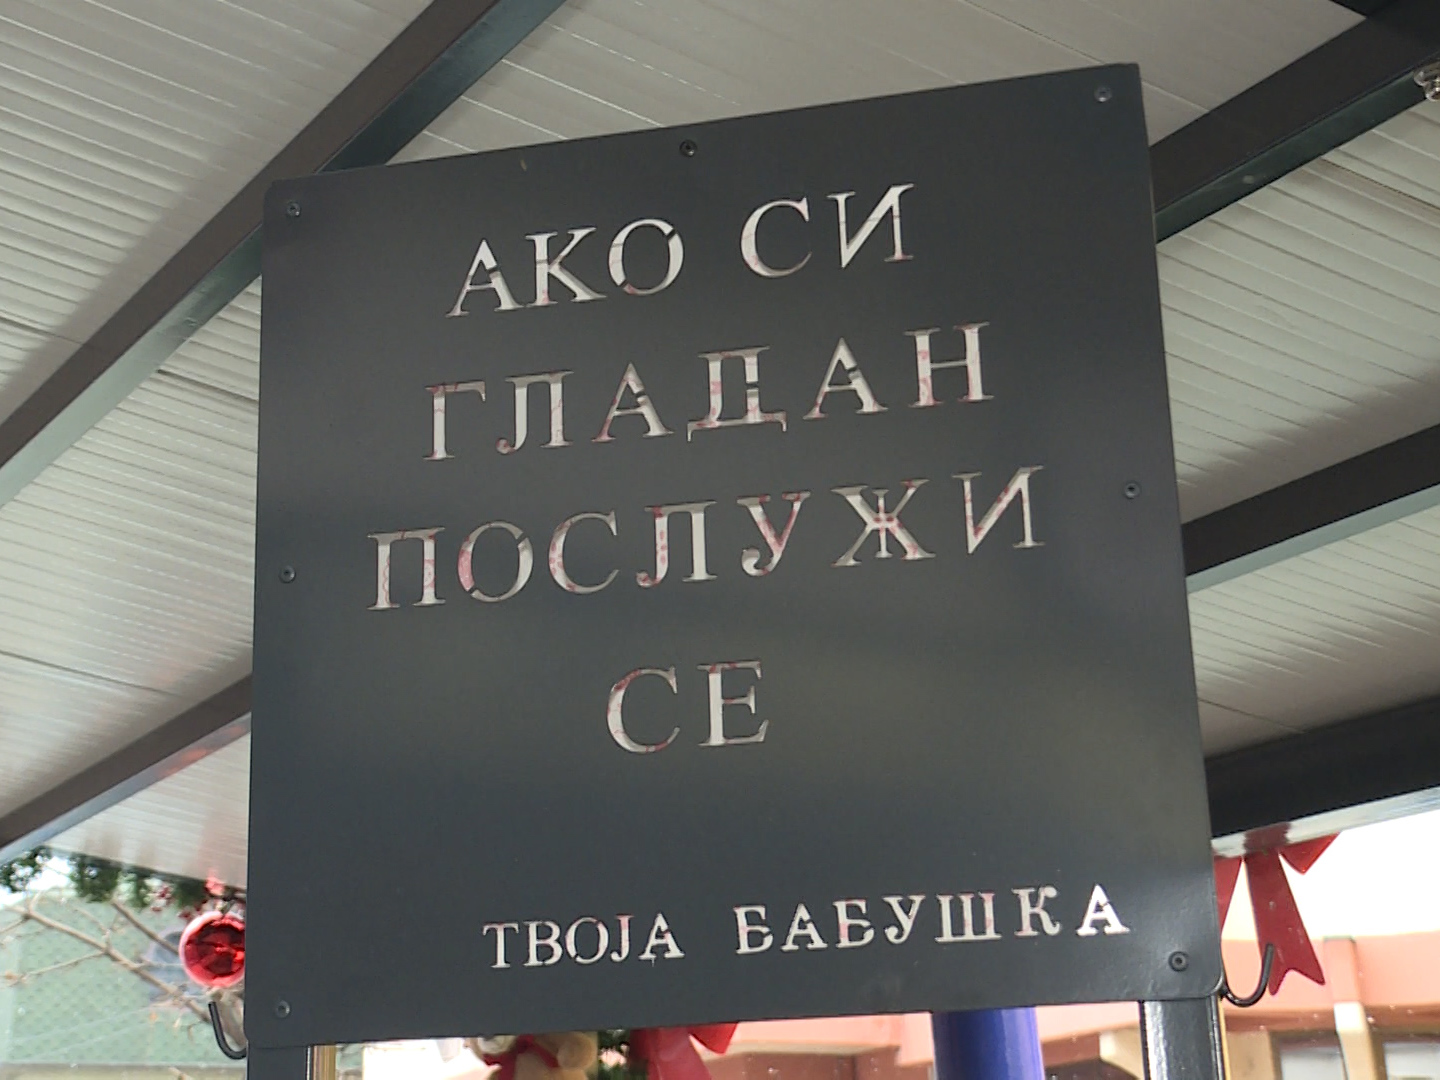 АКО СИ
ГЛАДАН
ПОСЛУЖИ
СЕ
ТВОЈА БАБУШКА